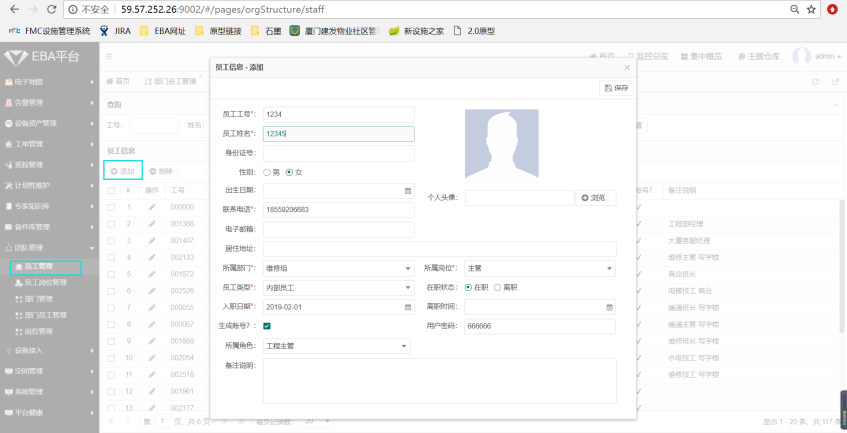 不安全 | 59.57.252.26:9002/#/pages/orgStructure/staff
FMC设施管理系统 JIRA EBA网址 原型链接 石墨 厦门建发物业社区管 新设施之家 2.0原型
EBA平台
首页 监控总览 集中概览 主题仓库 admin
电子地图
告警管理
设备资产管理
工单管理
巡检管理
计划性维护
专家知识库
备件库管理
团队管理
员工管理
员工岗位管理
部门管理
部门员工管理
岗位管理
设备接入
空间管理
系统管理
平台健康
首页 部门员工管理
查询
工号: 姓名:
员工信息
添加 删除
# 操作 工号
1 000000
2 001366
3 001407
4 002133
5 001672
6 002526
7 000955
8 000067
9 001669
10 002054
11 002518
12 001961
13 002177
第 1 页, 共 6 页 每页记录数: 20
员工信息 - 添加
保存
员工工号*: 1234
员工姓名*: 12345
身份证号:
性别: 男 女
出生日期:
个人头像: 浏览...
联系电话*: 18559206683
电子邮箱:
居住地址:
所属部门*: 维修组 所属岗位*: 主管
员工类型*: 内部员工 在职状态: 在职 离职
入职日期*: 2019-02-01 离职时间:
生成账号?: 用户密码: 666666
所属角色: 工程主管
备注说明:
账号? 备注说明
工程部经理
大厦客服经理
维修主管 写字楼
商业班长
电梯技工 商业
暖通班长 写字楼
暖通主管 写字楼
维修班长 写字楼
水电技工 写字楼
维修技工 写字楼
显示 1 - 20 条, 共 117 条